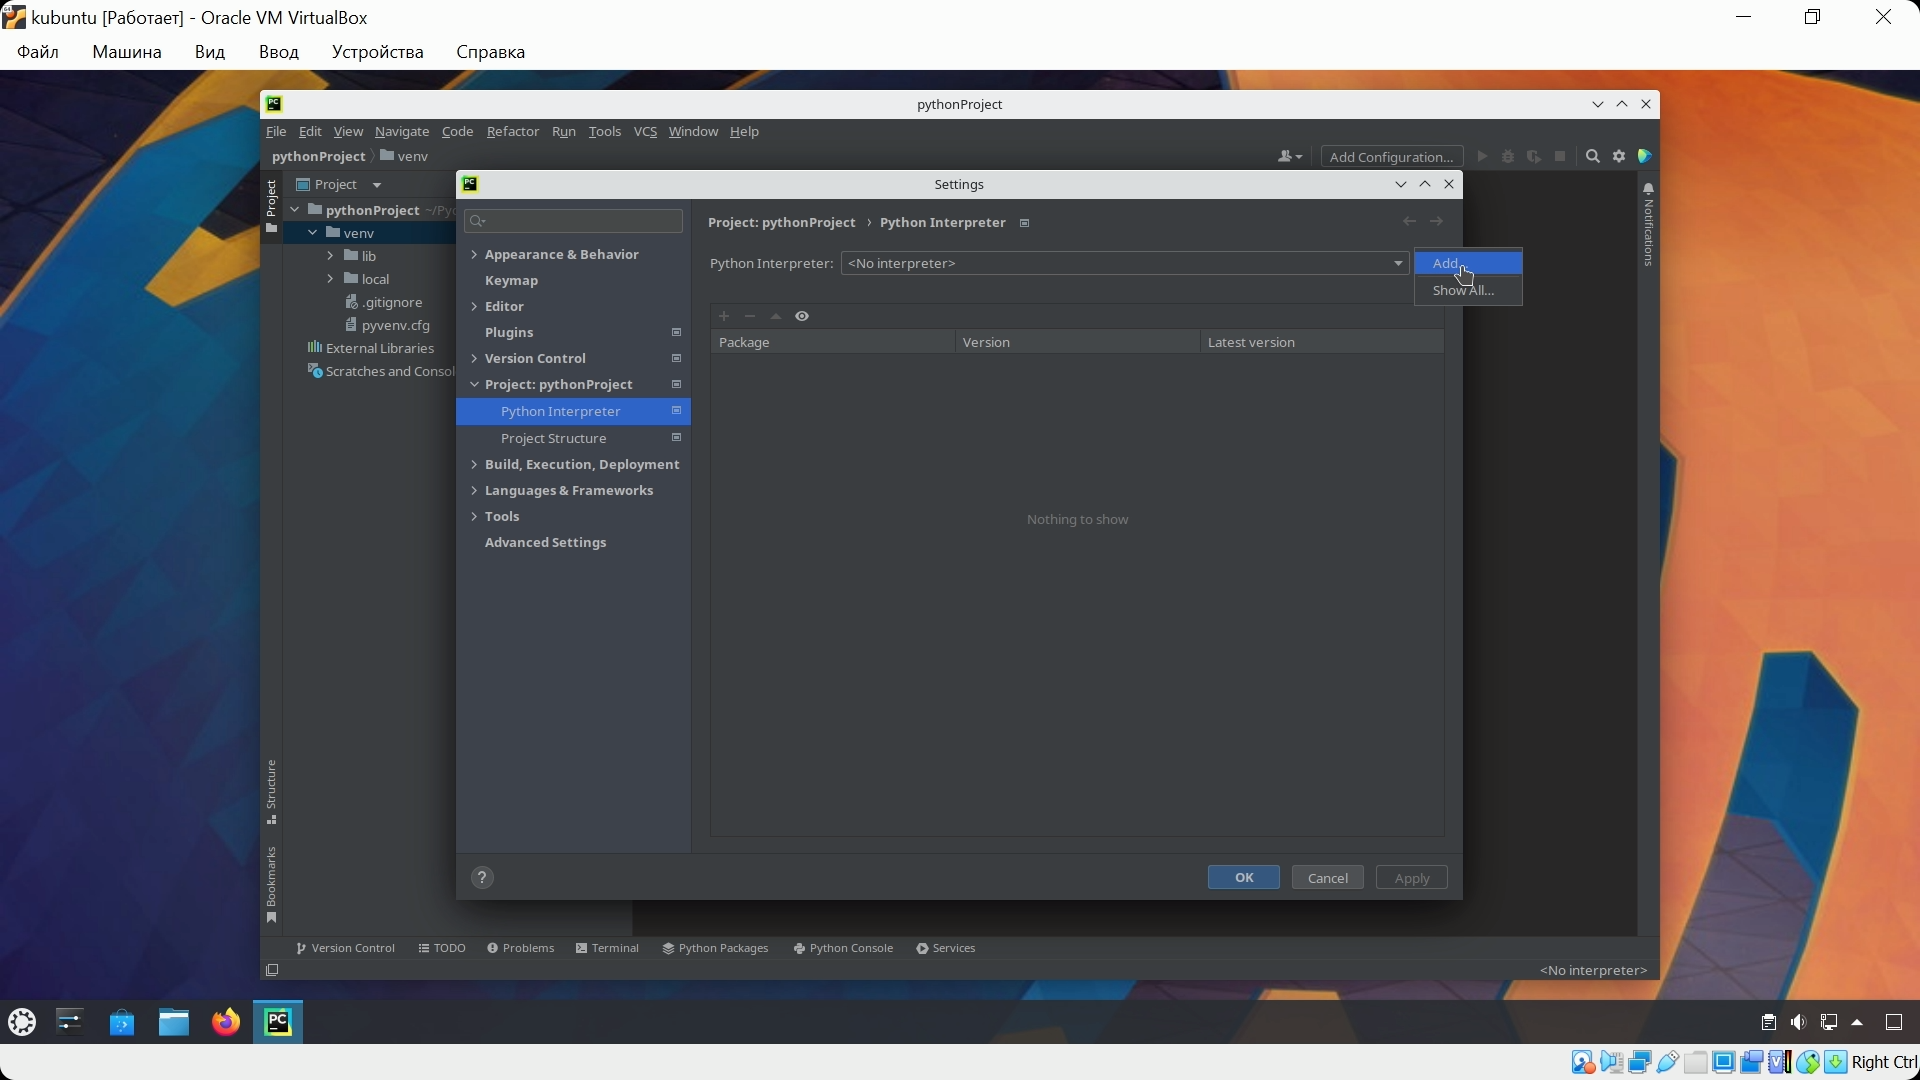 kubuntu [Работает] - Oracle VM VirtualBox
Файл Машина Вид Ввод Устройства Справка
pythonProject
File Edit View Navigate Code Refactor Run Tools VCS Window Help
pythonProject venv Add Configuration...
Project
Project
Settings
pythonProject
venv
lib
local
.gitignore
pyvenv.cfg
External Libraries
Scratches and Consol
Structure
Bookmarks
Notifications
Appearance & Behavior
Keymap
Editor
Plugins
Version Control
Project: pythonProject
Python Interpreter
Project Structure
Build, Execution, Deployment
Languages & Frameworks
Tools
Advanced Settings
Project: pythonProject › Python Interpreter
Python Interpreter: <No interpreter>
Add...
Show All...
Package Version Latest version
Nothing to show
? OK Cancel Apply
Version Control TODO Problems Terminal Python Packages Python Console Services
<No interpreter>
Right Ctrl